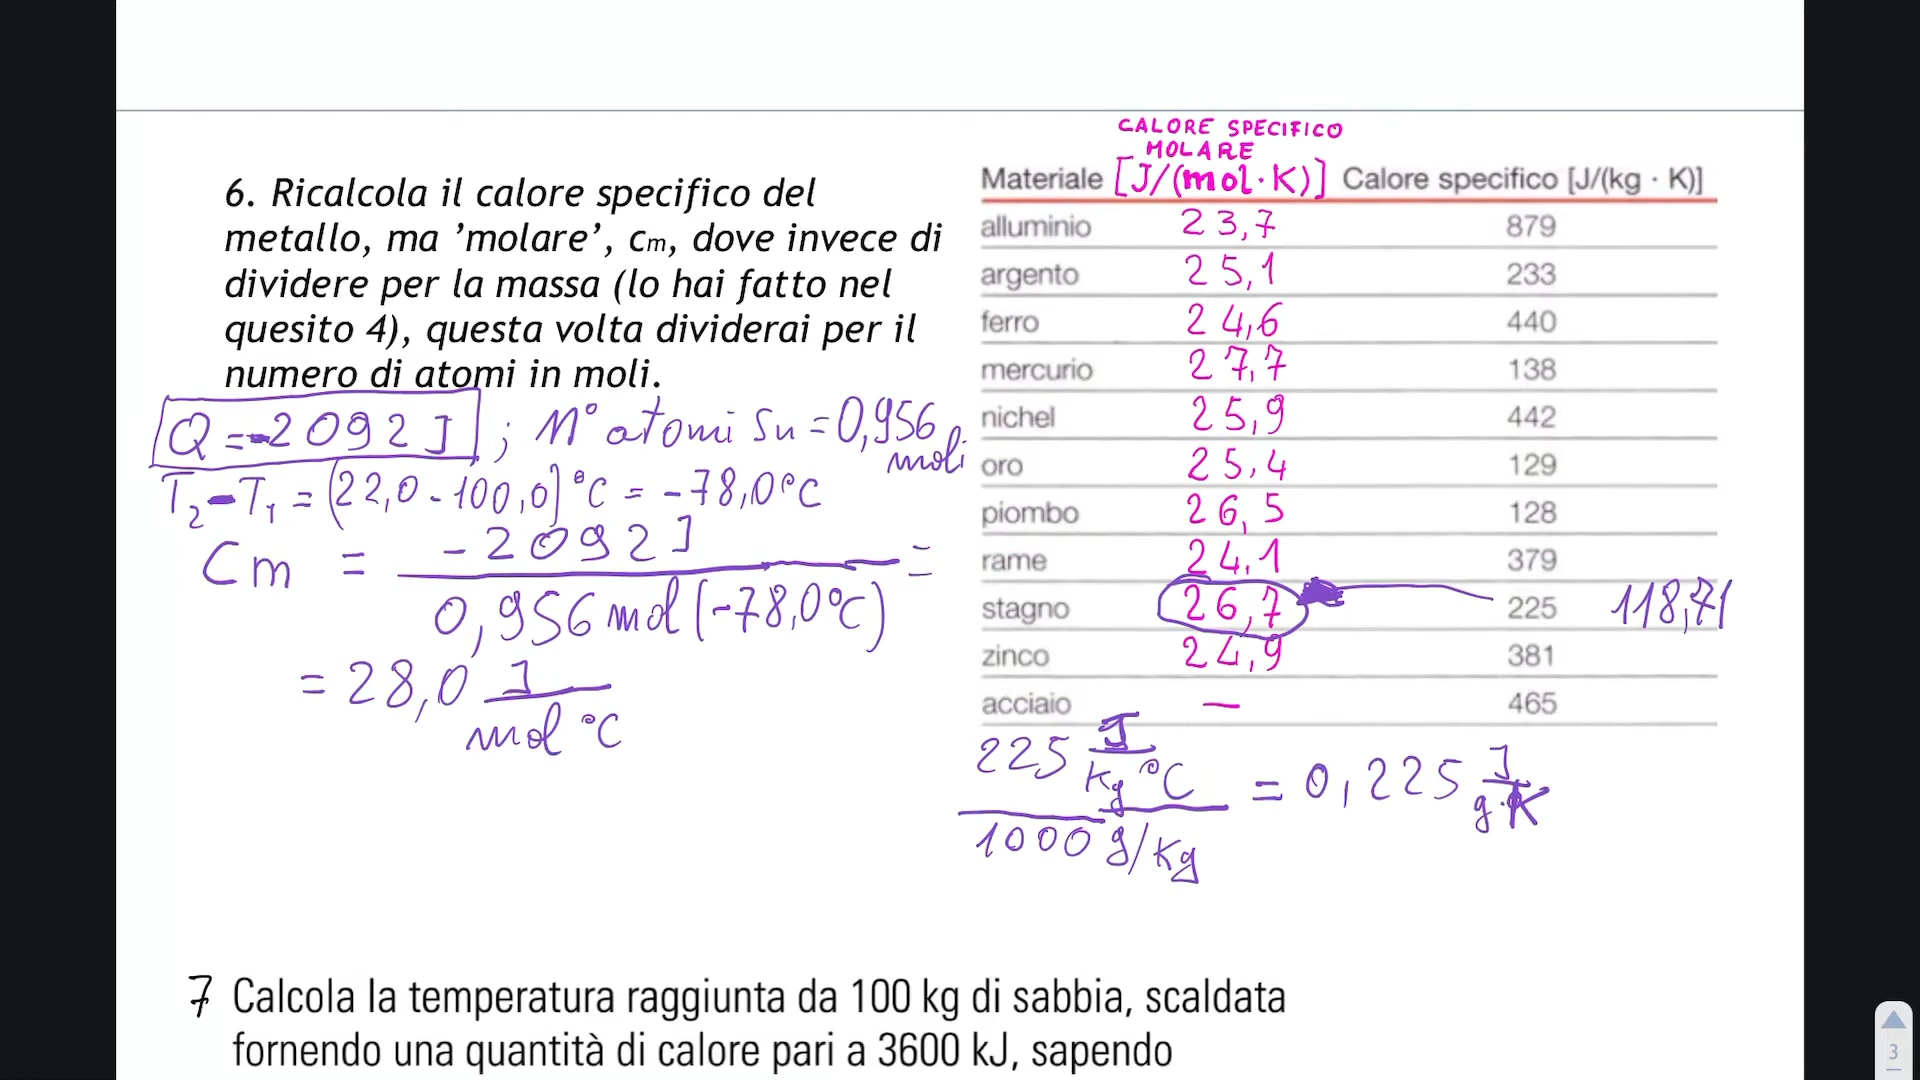 CALORE SPECIFICO
MOLARE
Materiale [J/(mol·K)] Calore specifico [J/(kg · K)]
alluminio 23,7 879
argento 25,1 233
ferro 24,6 440
mercurio 27,7 138
nichel 25,9 442
oro 25,4 129
piombo 26,5 128
rame 24,1 379
stagno 26,7 225 118,71
zinco 24,9 381
acciaio — 465
6. Ricalcola il calore specifico del
metallo, ma ’molare’, cm, dove invece di
dividere per la massa (lo hai fatto nel
quesito 4), questa volta dividerai per il
numero di atomi in moli.
Q = -2092 J ; N° atomi Sn = 0,956
moli
T2 - T1 = (22,0 - 100,0)°C = -78,0°C
Cm = -2092 J =
0,956 mol (-78,0°C)
= 28,0 J
mol °C
225 J
kg °C = 0,225 J
g·K
1000 g/kg
7 Calcola la temperatura raggiunta da 100 kg di sabbia, scaldata
fornendo una quantità di calore pari a 3600 kJ, sapendo
3